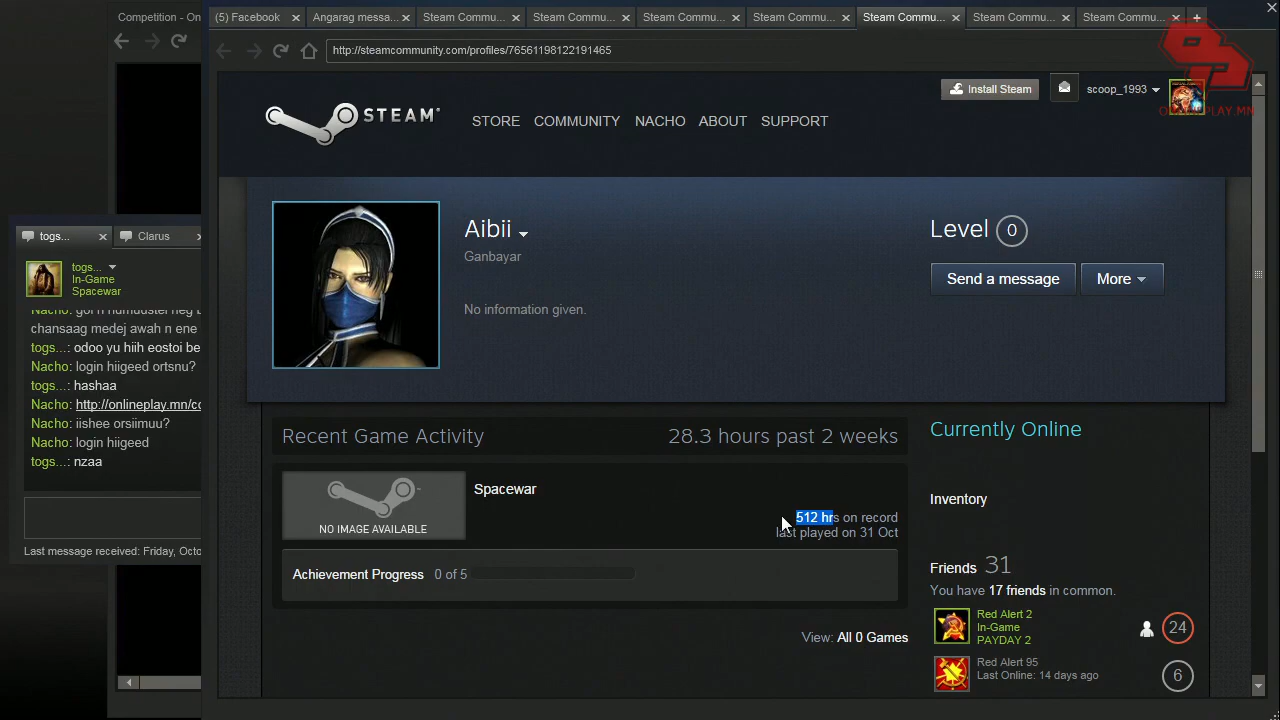 Competition - On
(5) Facebook
Angarag messa...
Steam Commu...
Steam Commu...
Steam Commu...
Steam Commu...
Steam Commu...
Steam Commu...
Steam Commu...
http://steamcommunity.com/profiles/76561198122191465
Install Steam
scoop_1993
STEAM
STORE COMMUNITY NACHO ABOUT SUPPORT
Aibii
Ganbayar
No information given.
Level 0
Send a message
More
togs...
Clarus
togs...
In-Game
Spacewar
chansaag medej awah n ene
togs...: odoo yu hiih eostoi be
Nacho: login hiigeed ortsnu?
togs...: hashaa
Nacho: http://onlineplay.mn/co
Nacho: iishee orsiimuu?
Nacho: login hiigeed
togs...: nzaa
Last message received: Friday, Octo
Recent Game Activity
28.3 hours past 2 weeks
NO IMAGE AVAILABLE
Spacewar
512 hrs on record
last played on 31 Oct
Achievement Progress 0 of 5
View: All 0 Games
Currently Online
Inventory
Friends 31
You have 17 friends in common.
Red Alert 2
In-Game
PAYDAY 2
24
Red Alert 95
Last Online: 14 days ago
6